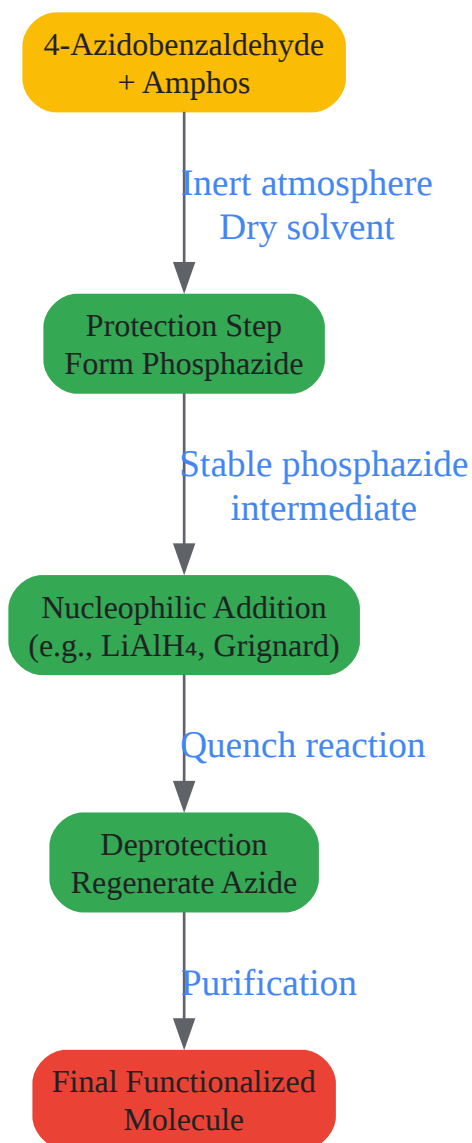 4-Azidobenzaldehyde
+ Amphos
Inert atmosphere
Dry solvent
Protection Step
Form Phosphazide
Stable phosphazide
intermediate
Nucleophilic Addition
(e.g., LiAlH₄, Grignard)
Quench reaction
Deprotection
Regenerate Azide
Purification
Final Functionalized
Molecule